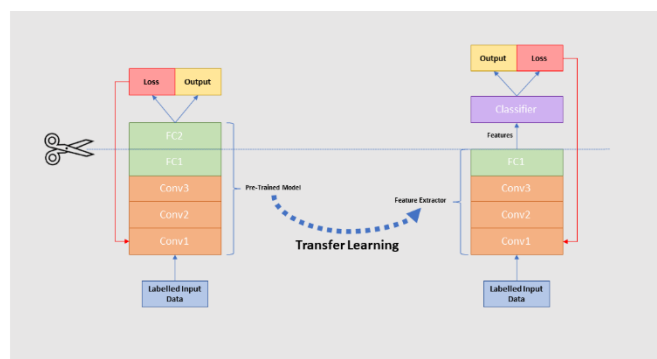 Loss
Output
FC2
FC1
Conv3
Conv2
Conv1
Pre-Trained Model
Labelled Input
Data
Transfer Learning
Output
Loss
Classifier
Features
FC1
Conv3
Conv2
Conv1
Feature Extractor
Labelled Input
Data